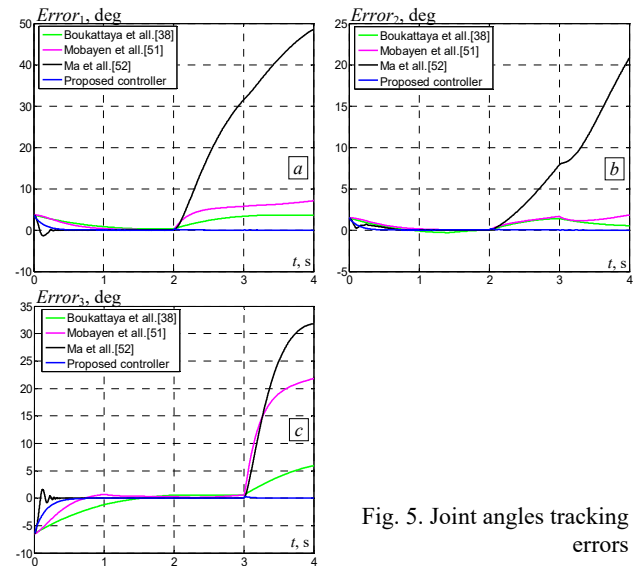 Error₁, deg
50
40
30
20
10
0
-10
0
1
2
3
4
t, s
Boukattaya et all.[38]
Mobayen et all.[51]
Ma et all.[52]
Proposed controller
a
Error₂, deg
25
20
15
10
5
0
-5
0
1
2
3
4
t, s
Boukattaya et all.[38]
Mobayen et all.[51]
Ma et all.[52]
Proposed controller
b
Error₃, deg
35
30
25
20
15
10
5
0
-5
-10
0
1
2
3
4
t, s
Boukattaya et all.[38]
Mobayen et all.[51]
Ma et all.[52]
Proposed controller
c
Fig. 5. Joint angles tracking
errors